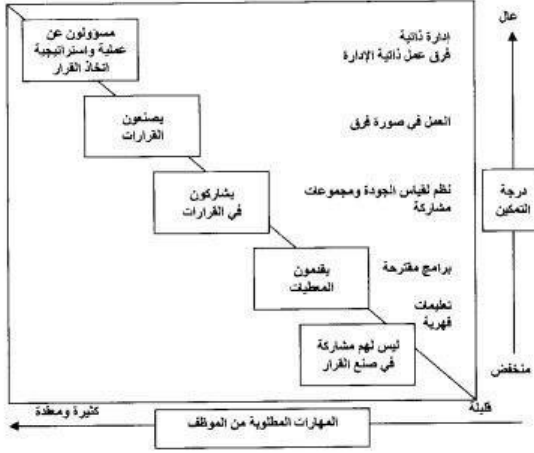 عال
إدارة ذاتية
فرق عمل ذاتية الإدارة
مسؤولون عن
عملية واستراتيجية
اتخاذ القرار
العمل في صورة فرق
يصنعون
القرارات
درجة
التمكين
نظم لقياس الجودة ومجموعات
مشاركة
يشاركون
في القرارات
برامج مقترحة
يقدمون
المعطيات
تعليمات
قهرية
ليس لهم مشاركة
في صنع القرار
منخفض
قليلة
كثيرة ومعقدة
المهارات المطلوبة من الموظف